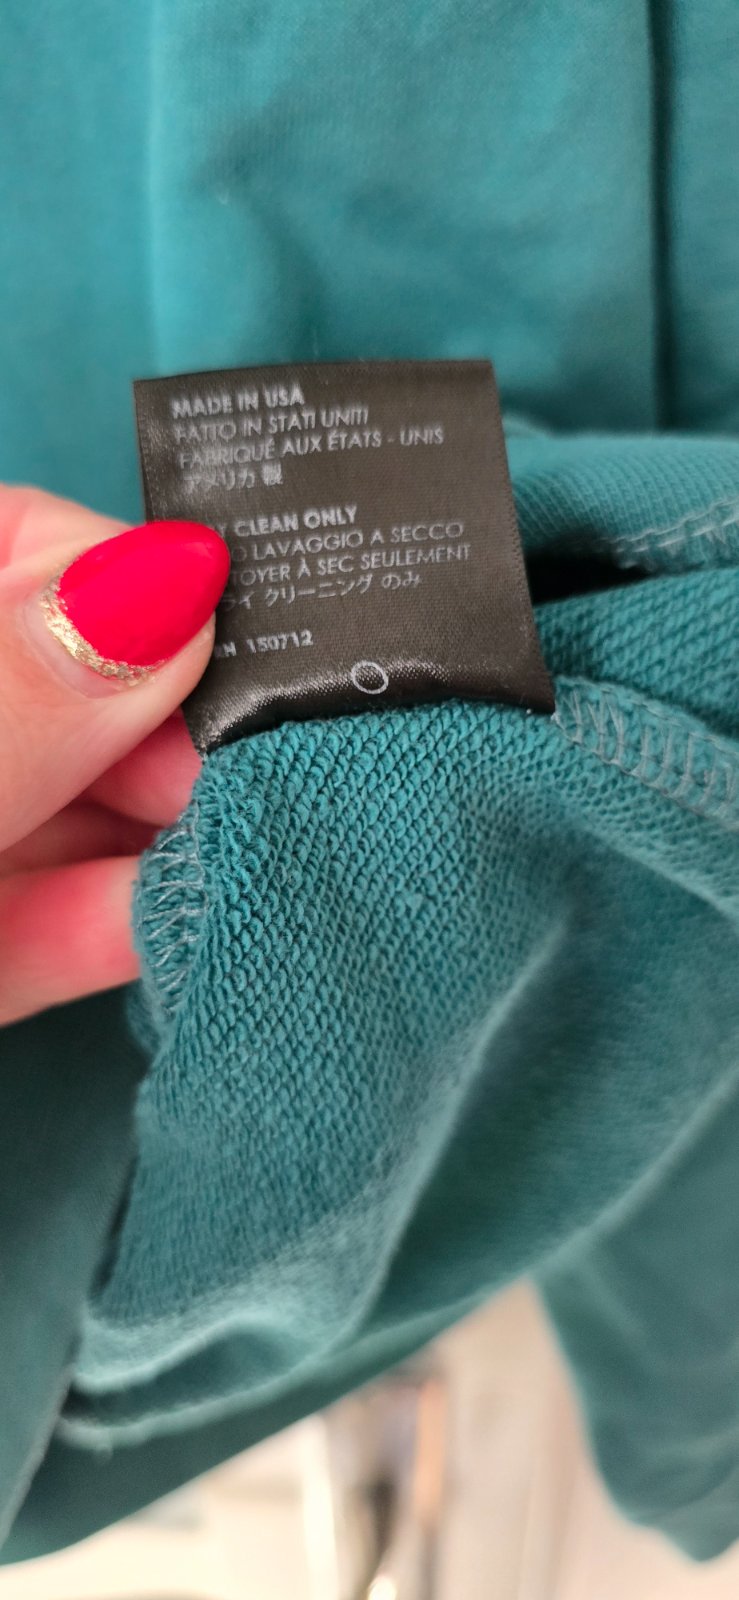 MADE IN USA
FATTO IN STATI UNITI
FABRIQUÉ AUX ÉTATS - UNIS
アメリカ 製
CLEAN ONLY
LAVAGGIO A SECCO
À SEC SEULEMENT
クリーニング のみ
150712